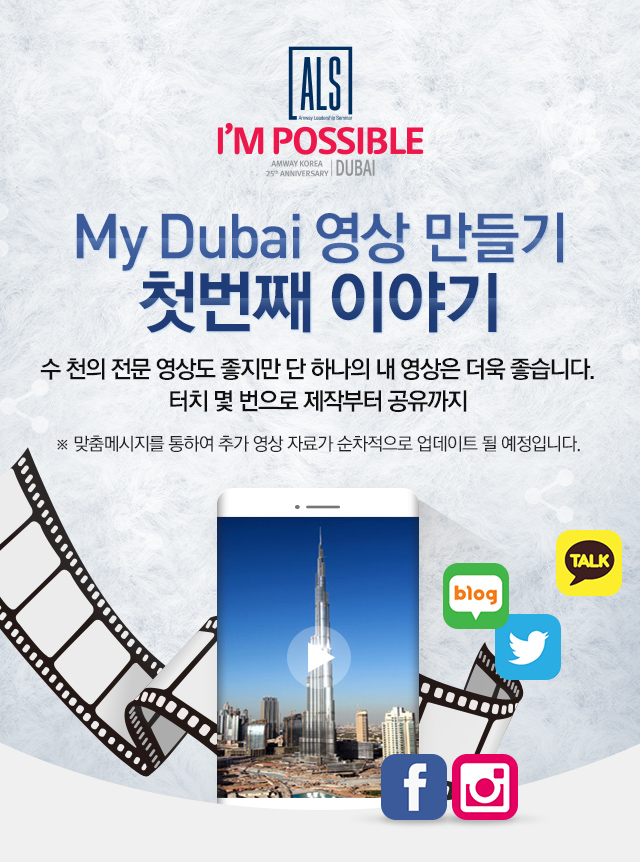 ALS
Amway Leadership Seminar
I'M POSSIBLE
AMWAY KOREA
25th ANNIVERSARY
DUBAI
My Dubai 영상 만들기
첫번째 이야기
수 천의 전문 영상도 좋지만 단 하나의 내 영상은 더욱 좋습니다.
터치 몇 번으로 제작부터 공유까지
※ 맞춤메시지를 통하여 추가 영상 자료가 순차적으로 업데이트 될 예정입니다.
TALK
blog
f